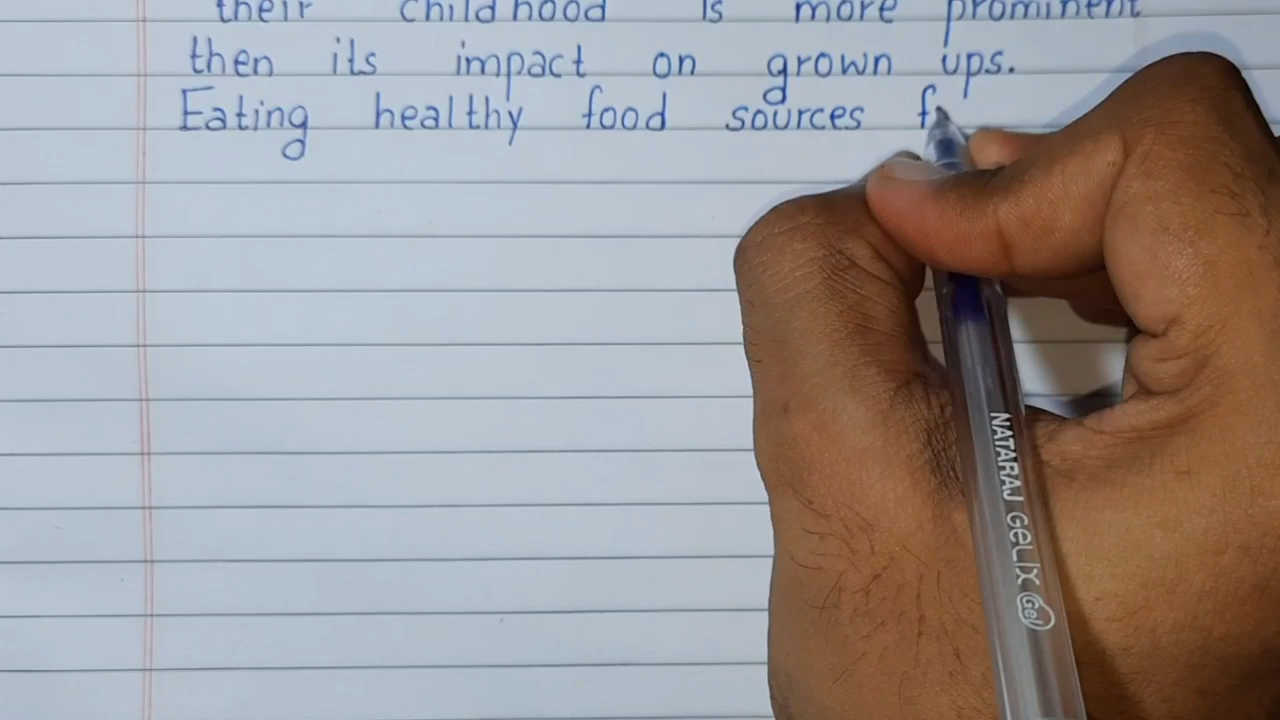 their childhood is more prominent
then its impact on grown ups.
Eating healthy food sources f
NATARAJ GELIX Gel